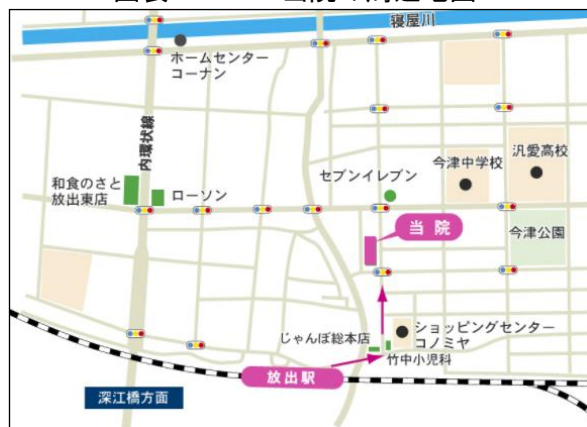 寝屋川
ホームセンター
コーナン
内環状線
和食のさと
放出東店
ローソン
セブンイレブン
今津中学校
汎愛高校
当院
今津公園
じゃんぼ総本店
ショッピングセンター
コノミヤ
竹中小児科
放出駅
深江橋方面